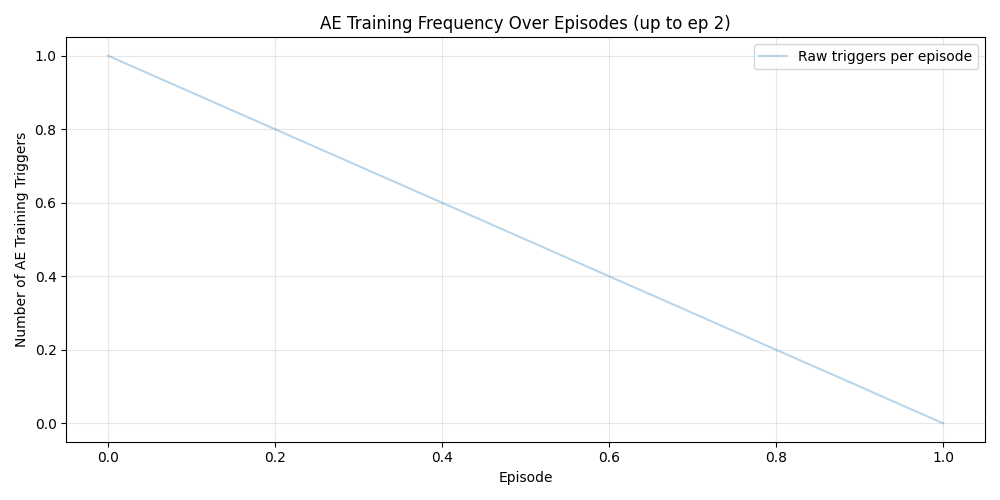 AE Training Frequency Over Episodes (up to ep 2)
Raw triggers per episode
Number of AE Training Triggers
1.0
0.8
0.6
0.4
0.2
0.0
0.0 0.2 0.4 0.6 0.8 1.0
Episode